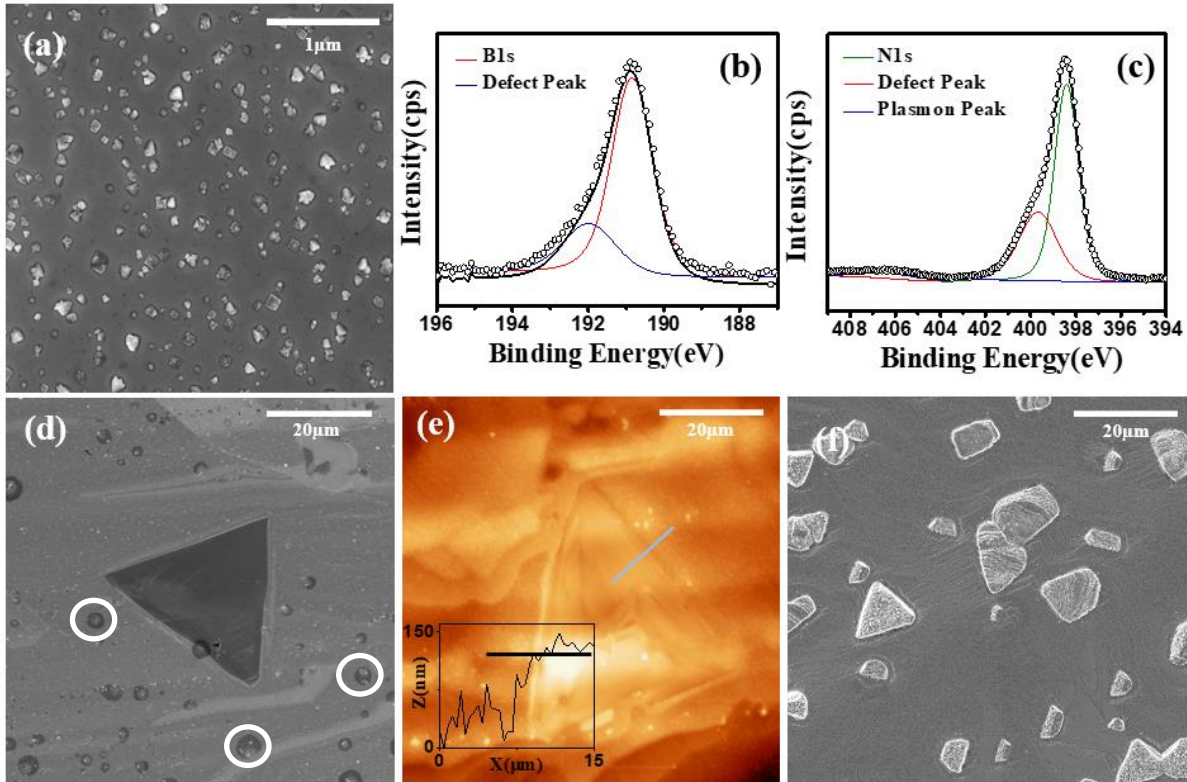 (a)
1μm
(b)
B1s
Defect Peak
Intensity(cps)
196 194 192 190 188
Binding Energy(eV)
(c)
N1s
Defect Peak
Plasmon Peak
Intensity(cps)
408 406 404 402 400 398 396 394
Binding Energy(eV)
(d)
20μm
(e)
20μm
150
Z(nm)
0
0 15
X(μm)
(f)
20μm